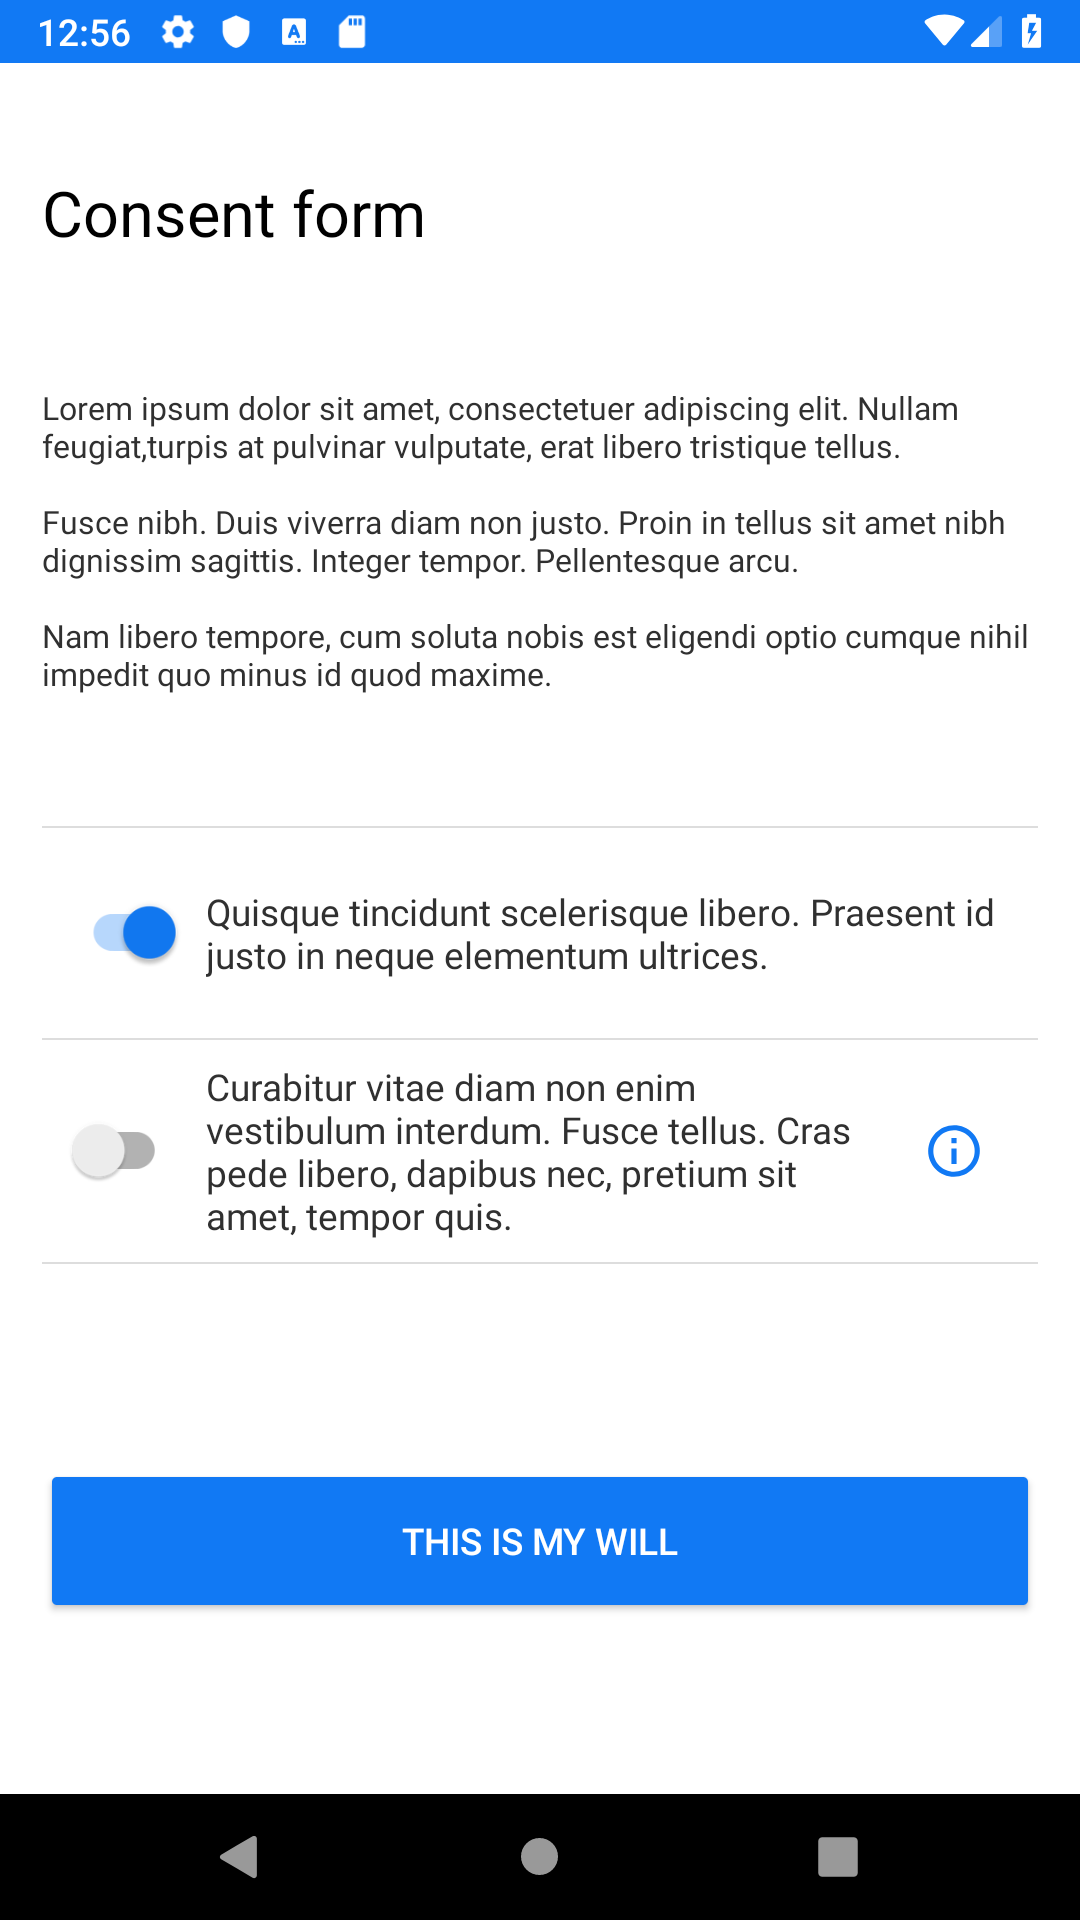 12:56
Consent form
Lorem ipsum dolor sit amet, consectetuer adipiscing elit. Nullam
feugiat,turpis at pulvinar vulputate, erat libero tristique tellus.
Fusce nibh. Duis viverra diam non justo. Proin in tellus sit amet nibh
dignissim sagittis. Integer tempor. Pellentesque arcu.
Nam libero tempore, cum soluta nobis est eligendi optio cumque nihil
impedit quo minus id quod maxime.
Quisque tincidunt scelerisque libero. Praesent id
justo in neque elementum ultrices.
Curabitur vitae diam non enim
vestibulum interdum. Fusce tellus. Cras
pede libero, dapibus nec, pretium sit
amet, tempor quis.
THIS IS MY WILL